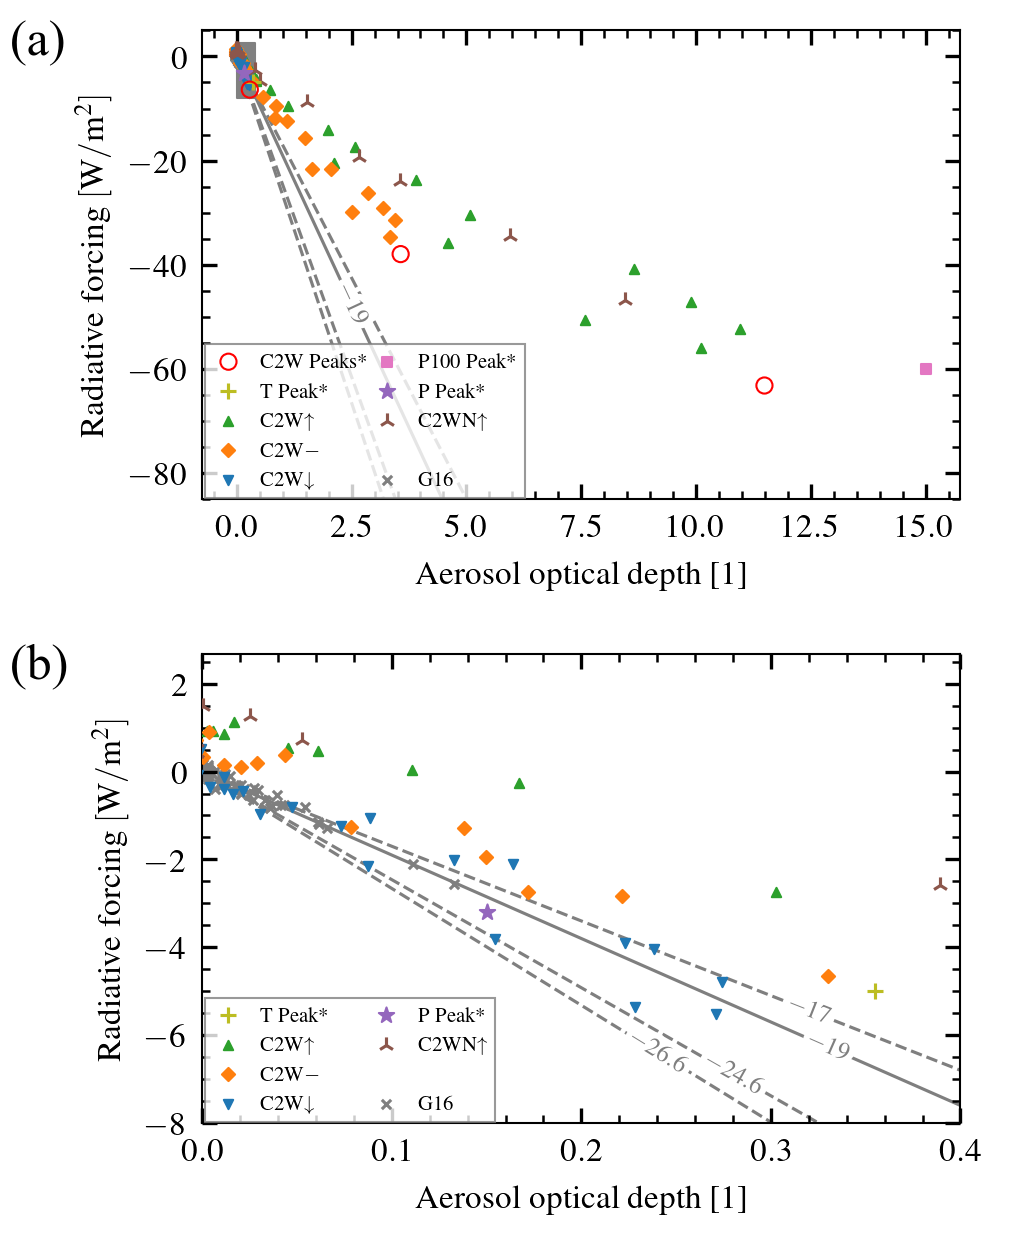 (a)
0
−20
−40
−60
−80
Radiative forcing [W/m²]
−19
C2W Peaks*
P100 Peak*
T Peak*
P Peak*
C2W↑
C2WN↑
C2W−
C2W↓
G16
0.0 2.5 5.0 7.5 10.0 12.5 15.0
Aerosol optical depth [1]
(b)
2
0
−2
−4
−6
−8
Radiative forcing [W/m²]
−17
−19
−26.6
−24.6
T Peak*
P Peak*
C2W↑
C2WN↑
C2W−
C2W↓
G16
0.0 0.1 0.2 0.3 0.4
Aerosol optical depth [1]